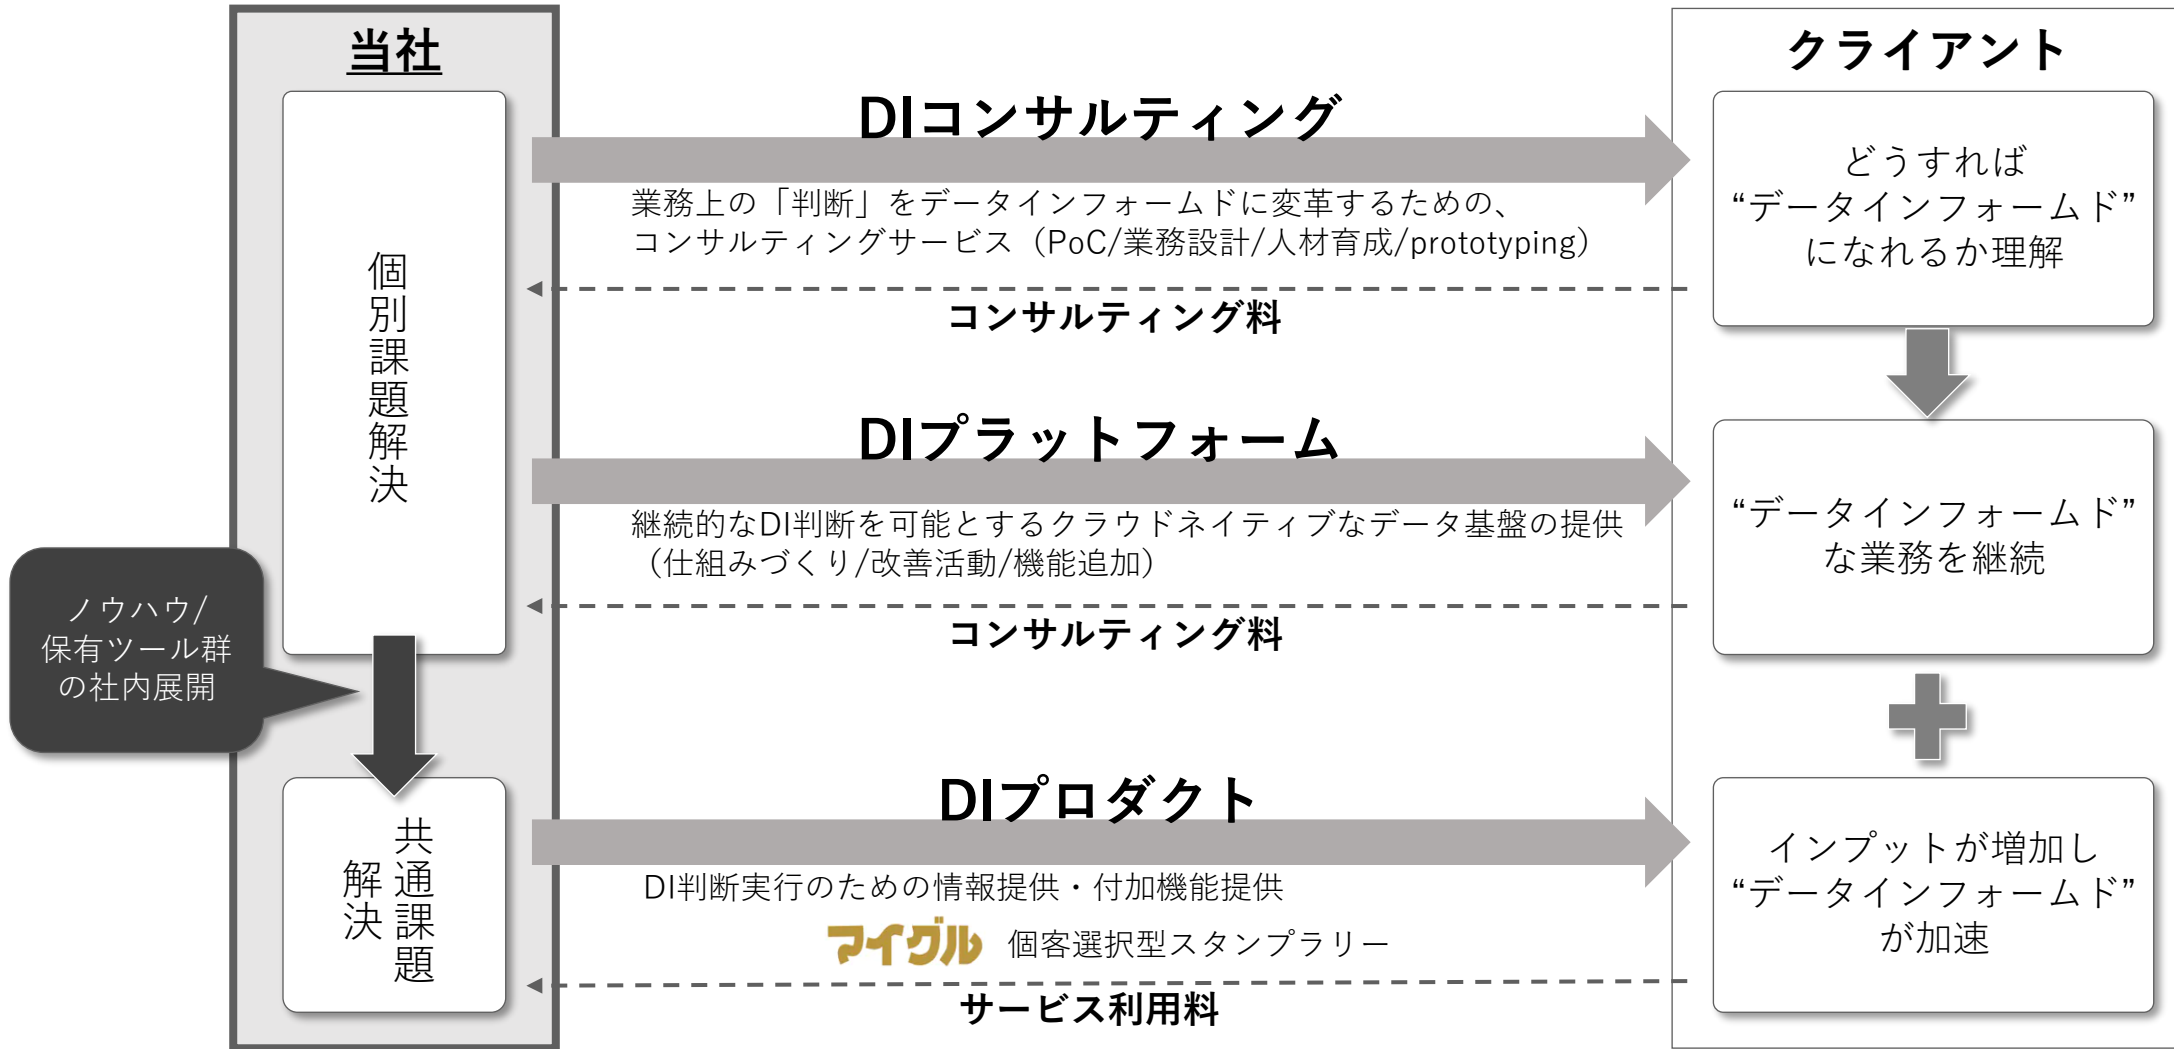 当社
クライアント
個別課題解決
DIコンサルティング
業務上の「判断」をデータインフォームドに変革するための、
コンサルティングサービス（PoC/業務設計/人材育成/prototyping）
コンサルティング料
どうすれば
“データインフォームド”
になれるか理解
DIプラットフォーム
継続的なDI判断を可能とするクラウドネイティブなデータ基盤の提供
（仕組みづくり/改善活動/機能追加）
コンサルティング料
“データインフォームド”
な業務を継続
ノウハウ/
保有ツール群
の社内展開
共通課題
解決
DIプロダクト
DI判断実行のための情報提供・付加機能提供
マイグル 個客選択型スタンプラリー
サービス利用料
インプットが増加し
“データインフォームド”
が加速